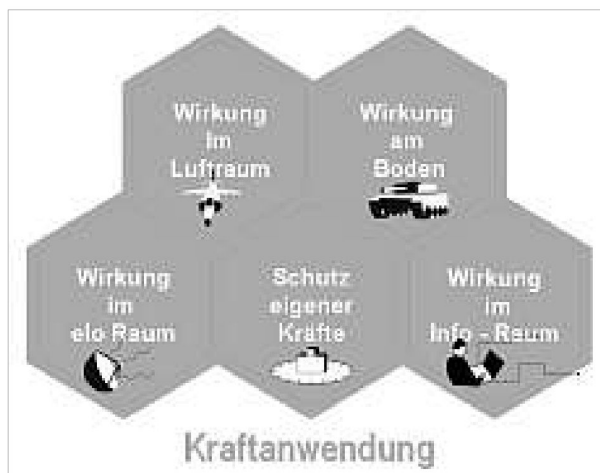 Wirkung
im
Luftraum
Wirkung
am
Boden
Wirkung
im
elo Raum
Schutz
eigener
Kräfte
Wirkung
im
Info - Raum
Kraftanwendung